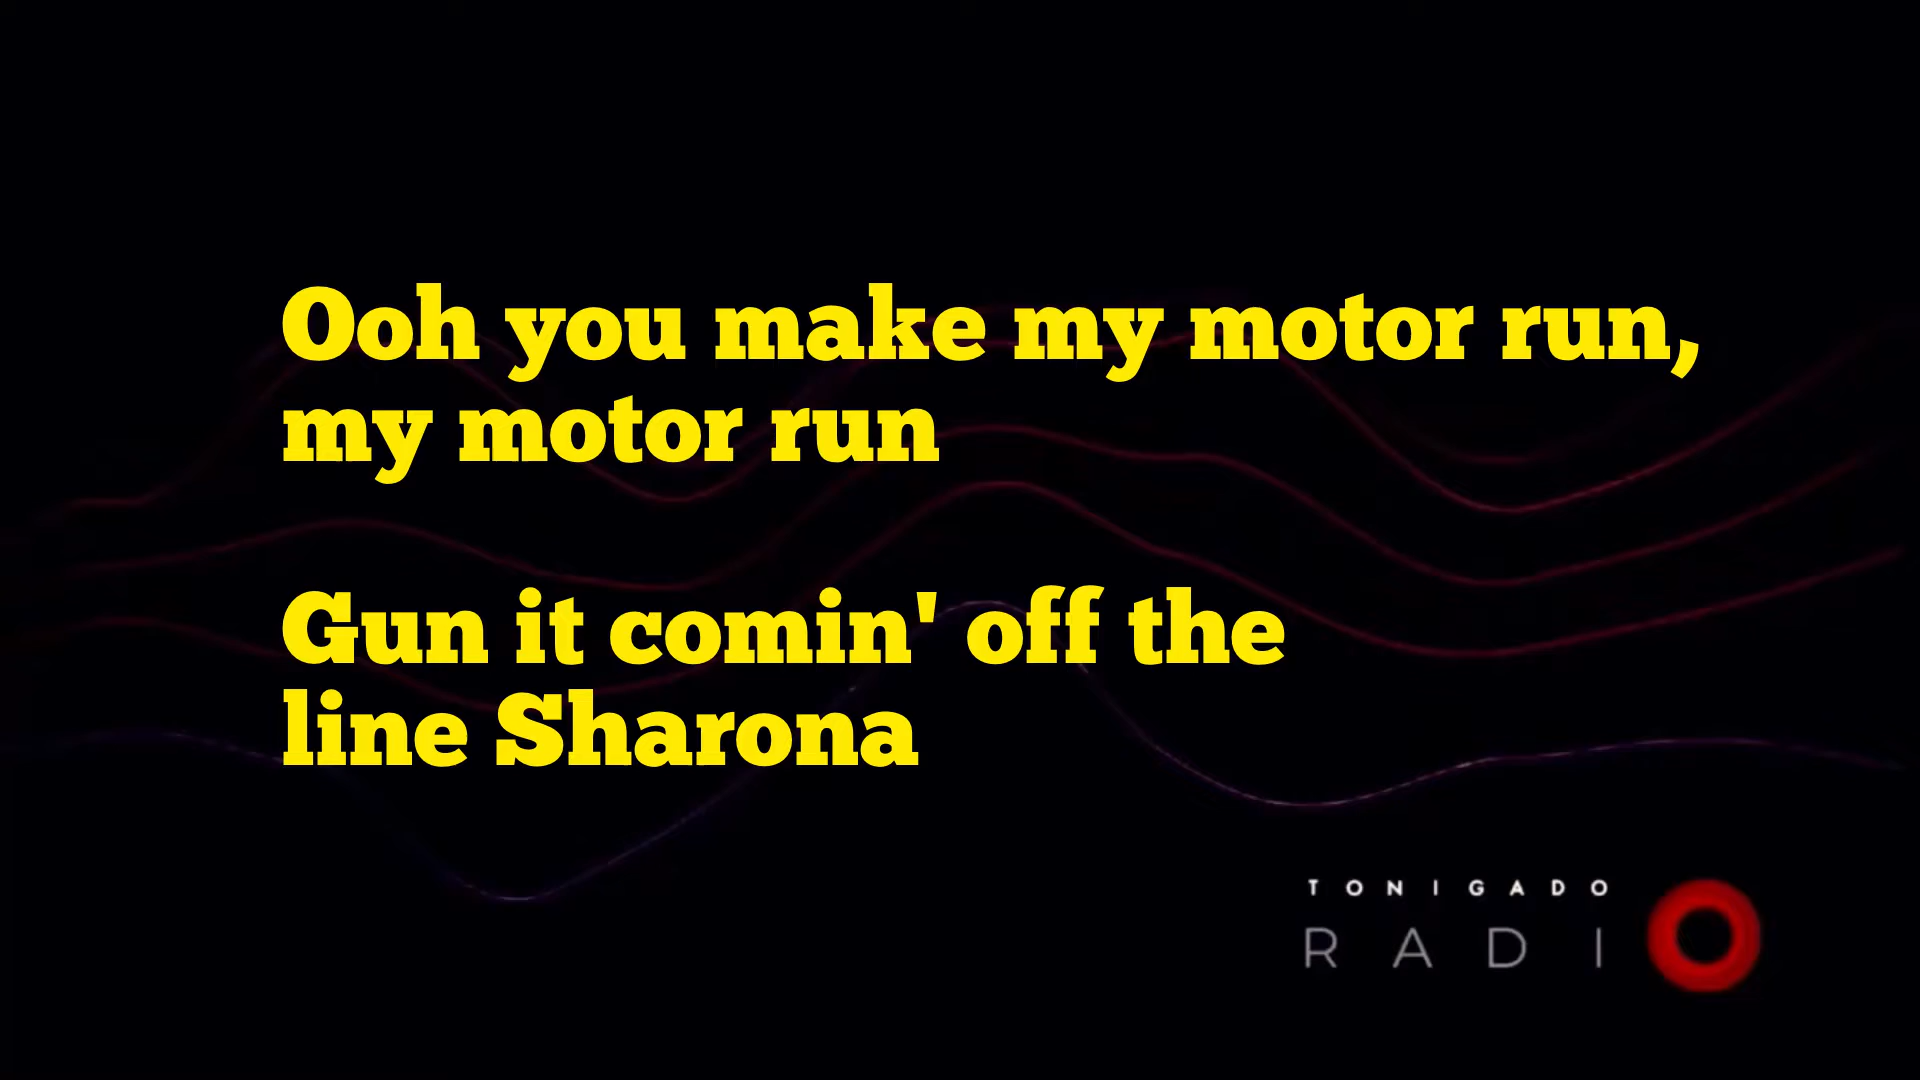 Ooh you make my motor run,
my motor run
Gun it comin' off the
line Sharona
TONIGADO
RADIO